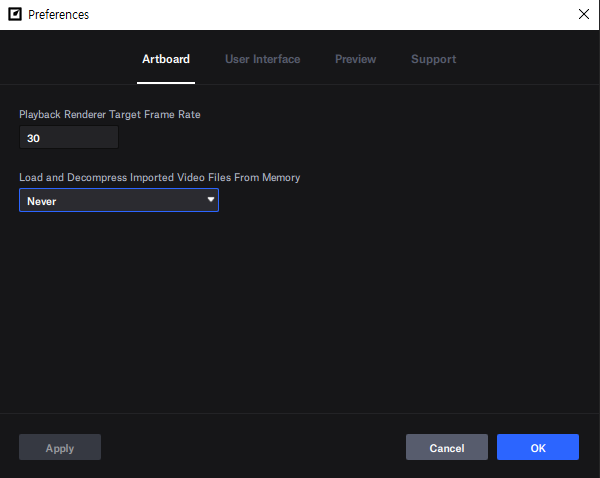 Preferences
Artboard User Interface Preview Support
Playback Renderer Target Frame Rate
30
Load and Decompress Imported Video Files From Memory
Never
Apply Cancel OK